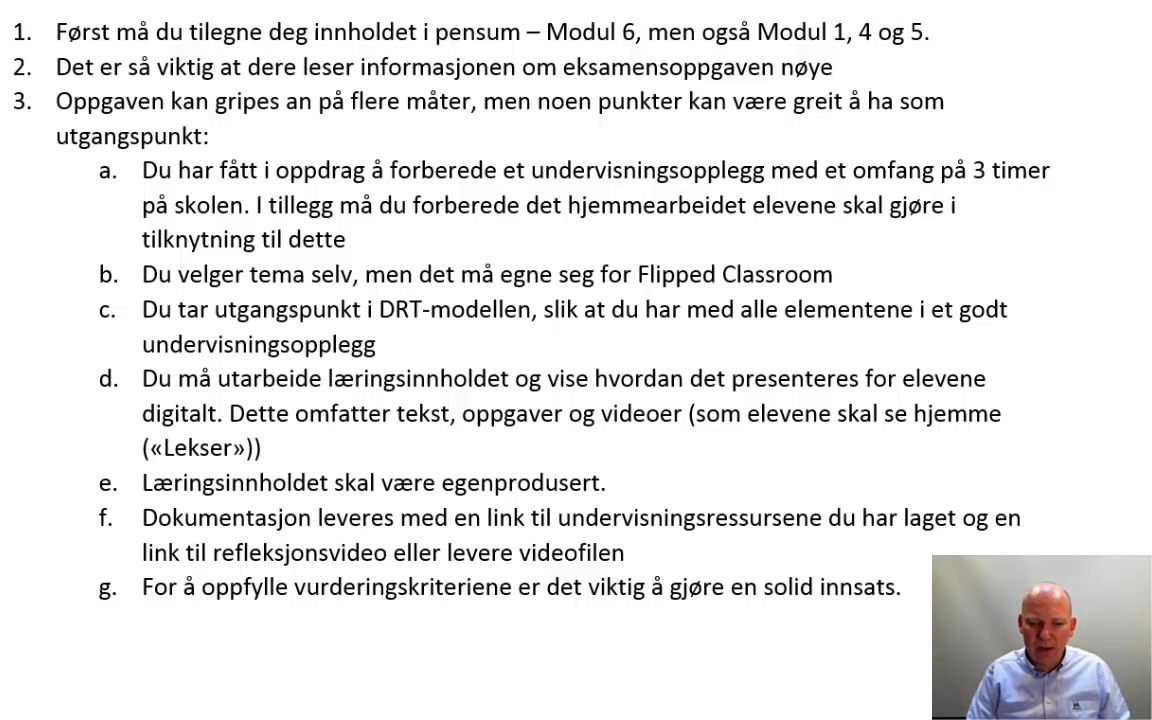 1. Først må du tilegne deg innholdet i pensum – Modul 6, men også Modul 1, 4 og 5.
2. Det er så viktig at dere leser informasjonen om eksamensoppgaven nøye
3. Oppgaven kan gripes an på flere måter, men noen punkter kan være greit å ha som
utgangspunkt:
a. Du har fått i oppdrag å forberede et undervisningsopplegg med et omfang på 3 timer
på skolen. I tillegg må du forberede det hjemmearbeidet elevene skal gjøre i
tilknytning til dette
b. Du velger tema selv, men det må egne seg for Flipped Classroom
c. Du tar utgangspunkt i DRT-modellen, slik at du har med alle elementene i et godt
undervisningsopplegg
d. Du må utarbeide læringsinnholdet og vise hvordan det presenteres for elevene
digitalt. Dette omfatter tekst, oppgaver og videoer (som elevene skal se hjemme
(«Lekser»))
e. Læringsinnholdet skal være egenprodusert.
f. Dokumentasjon leveres med en link til undervisningsressursene du har laget og en
link til refleksjonsvideo eller levere videofilen
g. For å oppfylle vurderingskriteriene er det viktig å gjøre en solid innsats.